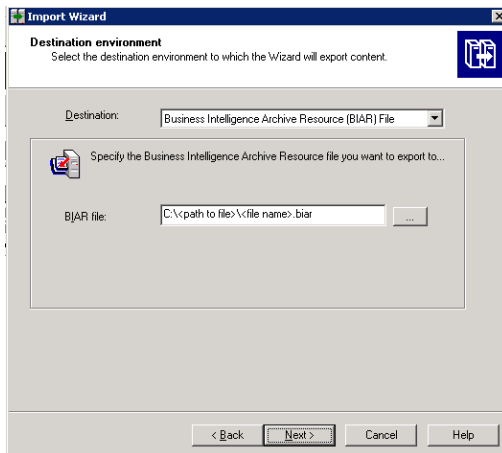 Import Wizard
Destination environment
Select the destination environment to which the Wizard will export content.
Destination:
Business Intelligence Archive Resource (BIAR) File
Specify the Business Intelligence Archive Resource file you want to export to...
BIAR file:
C:\<path to file>\<file name>.biar
...
< Back
Next >
Cancel
Help